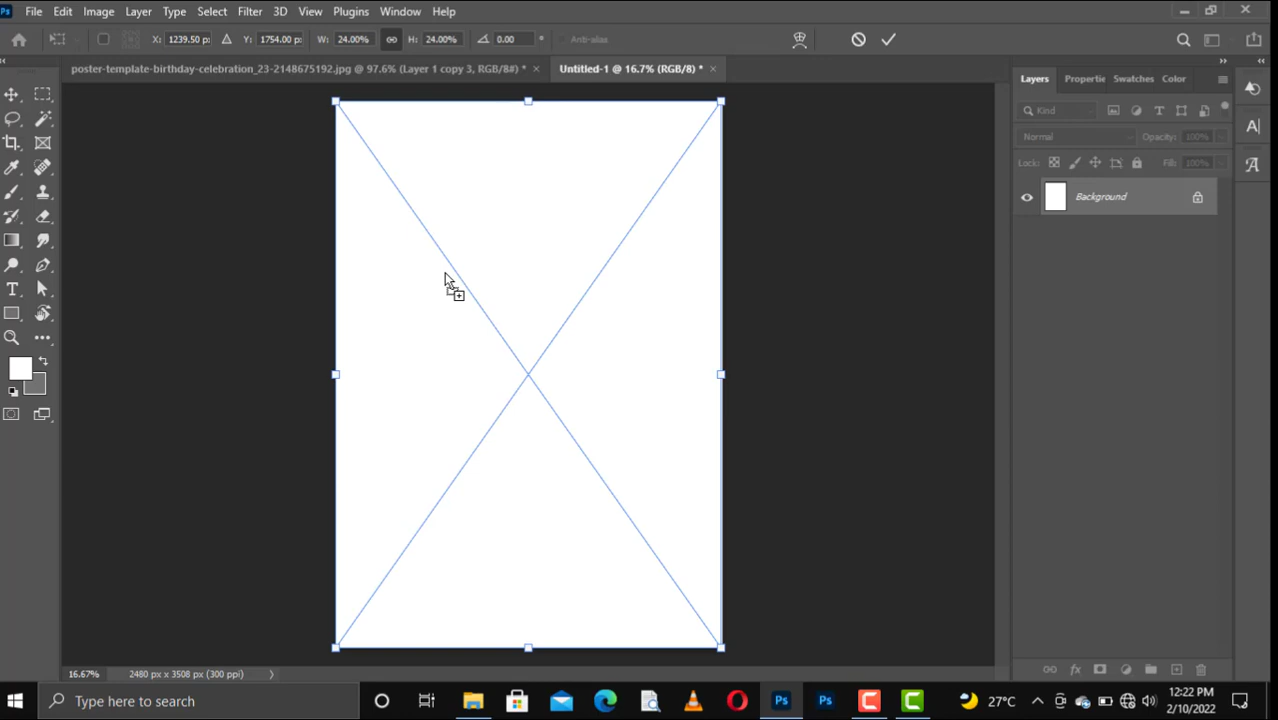 Ps File Edit Image Layer Type Select Filter 3D View Plugins Window Help
X: 1239.50 px Y: 1754.00 px W: 24.00% H: 24.00% 0.00 ° Anti-alias
poster-template-birthday-celebration_23-2148675192.jpg @ 97.6% (Layer 1 copy 3, RGB/8#) * × Untitled-1 @ 16.7% (RGB/8) * ×
Layers Propertie Swatches Color
Kind
Normal Opacity: 100%
Lock: Fill: 100%
Background
16.67% 2480 px x 3508 px (300 ppi)
Type here to search
Ps Ps
27°C
12:22 PM
2/10/2022